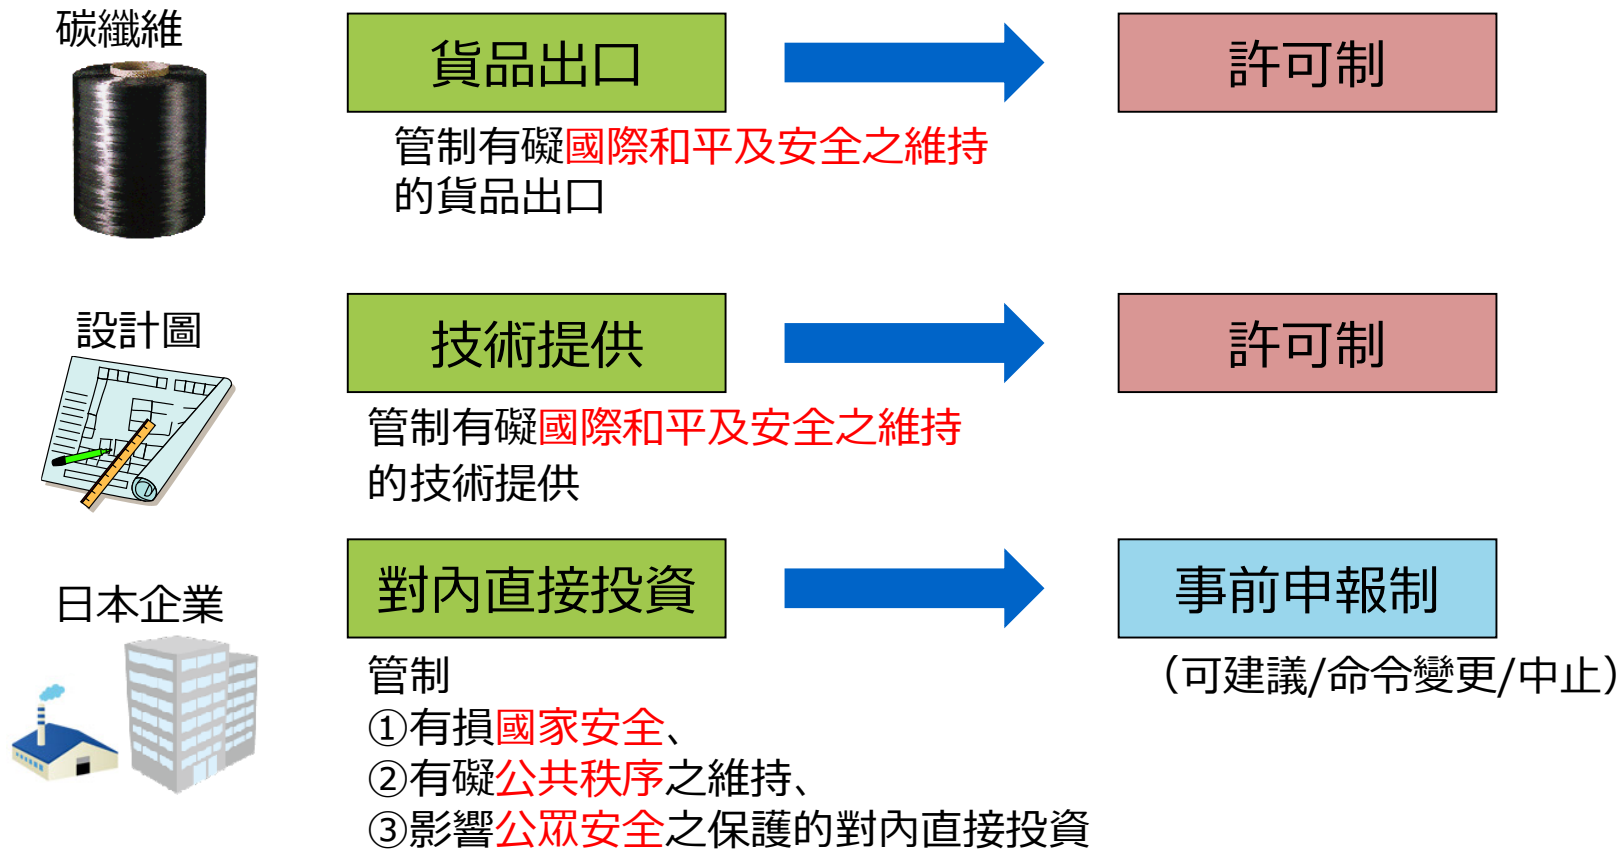 碳纖維
貨品出口
許可制
管制有礙國際和平及安全之維持
的貨品出口
設計圖
技術提供
許可制
管制有礙國際和平及安全之維持
的技術提供
日本企業
對內直接投資
事前申報制
(可建議/命令變更/中止)
管制
①有損國家安全、
②有礙公共秩序之維持、
③影響公眾安全之保護的對內直接投資